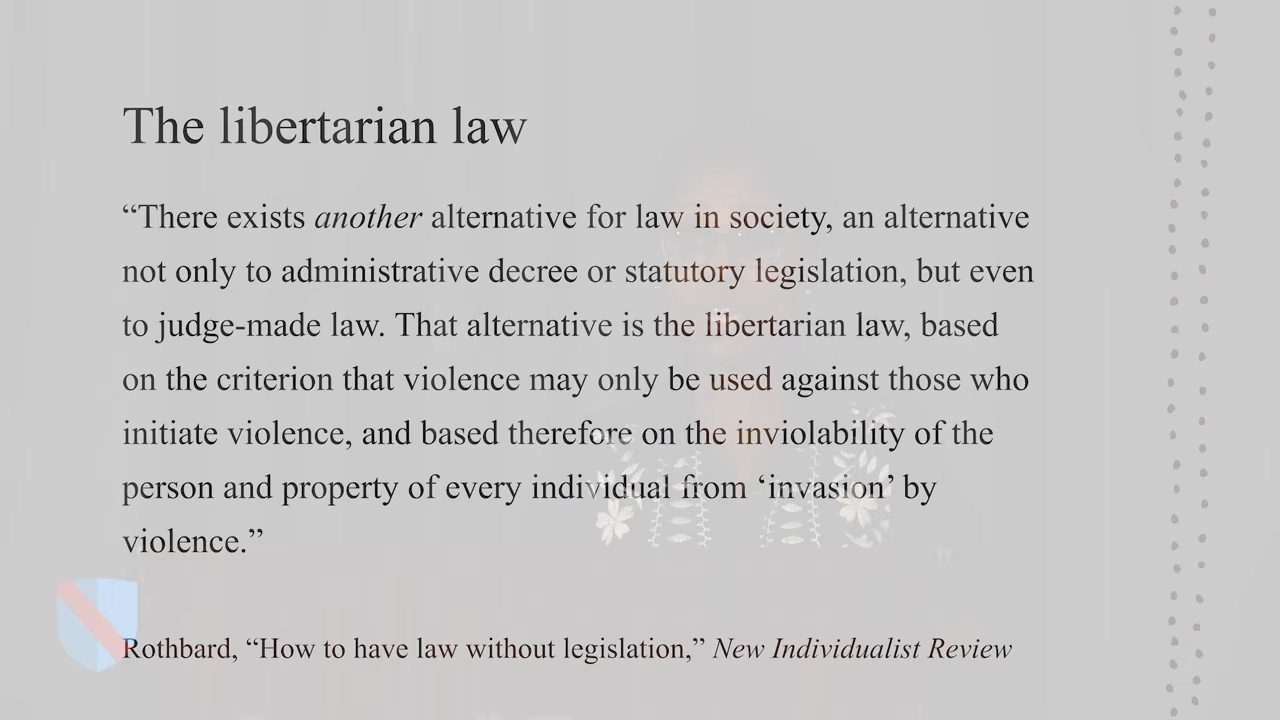 The libertarian law
“There exists another alternative for law in society, an alternative
not only to administrative decree or statutory legislation, but even
to judge-made law. That alternative is the libertarian law, based
on the criterion that violence may only be used against those who
initiate violence, and based therefore on the inviolability of the
person and property of every individual from ‘invasion’ by
violence.”
Rothbard, “How to have law without legislation,” New Individualist Review